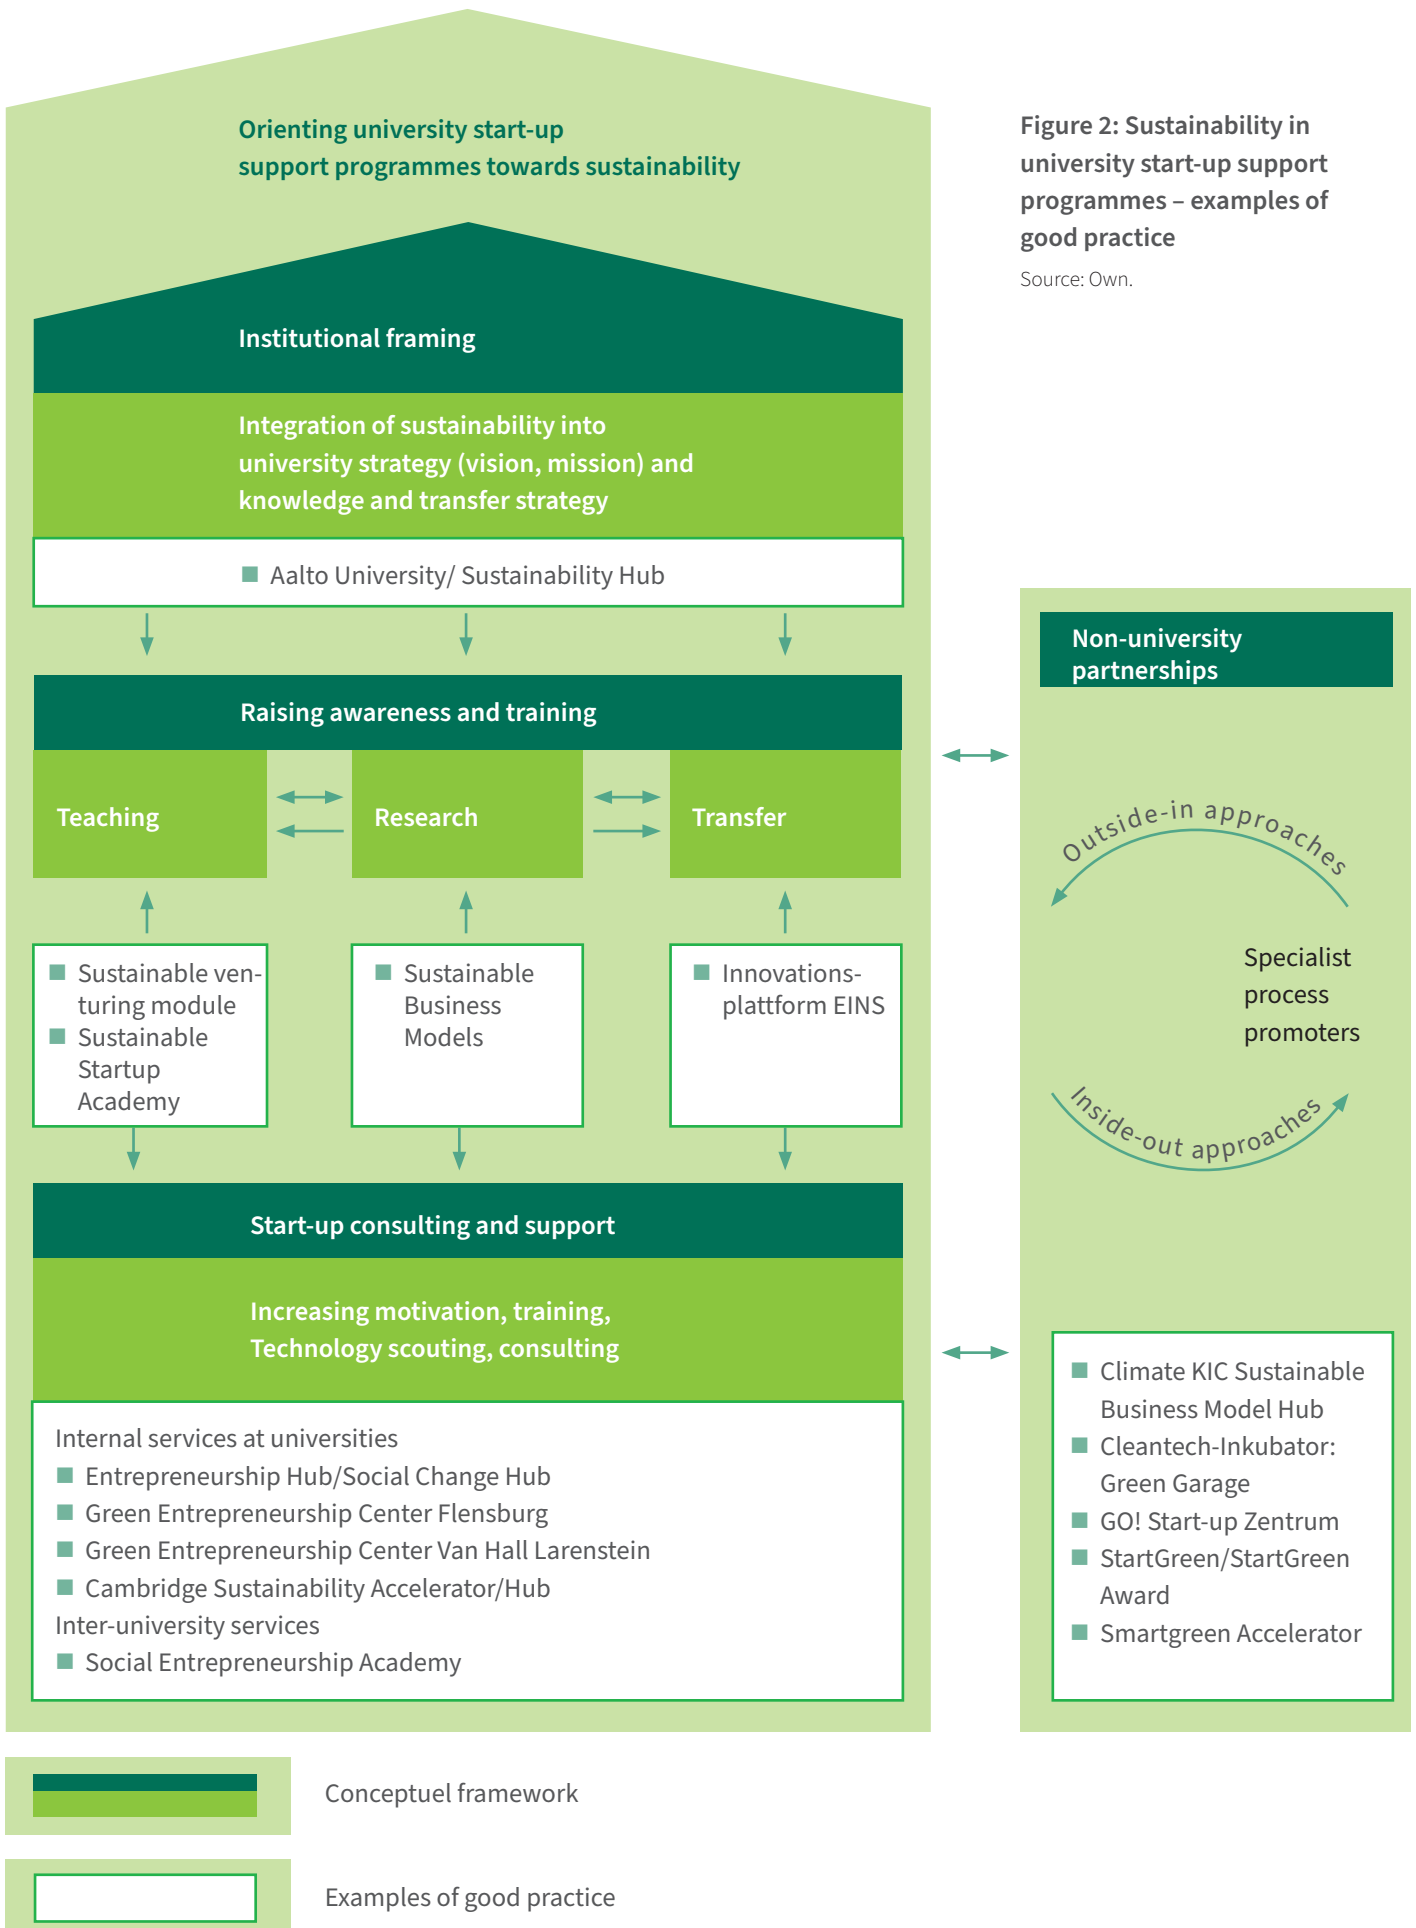 Orienting university start-up
support programmes towards sustainability
Figure 2: Sustainability in
university start-up support
programmes – examples of
good practice
Source: Own.
Institutional framing
Integration of sustainability into
university strategy (vision, mission) and
knowledge and transfer strategy
Aalto University/ Sustainability Hub
Raising awareness and training
Teaching
Research
Transfer
Sustainable ven-
turing module
Sustainable
Startup
Academy
Sustainable
Business
Models
Innovations-
plattform EINS
Start-up consulting and support
Increasing motivation, training,
Technology scouting, consulting
Internal services at universities
Entrepreneurship Hub/Social Change Hub
Green Entrepreneurship Center Flensburg
Green Entrepreneurship Center Van Hall Larenstein
Cambridge Sustainability Accelerator/Hub
Inter-university services
Social Entrepreneurship Academy
Non-university
partnerships
Outside-in approaches
Specialist
process
promoters
Inside-out approaches
Climate KIC Sustainable
Business Model Hub
Cleantech-Inkubator:
Green Garage
GO! Start-up Zentrum
StartGreen/StartGreen
Award
Smartgreen Accelerator
Conceptuel framework
Examples of good practice